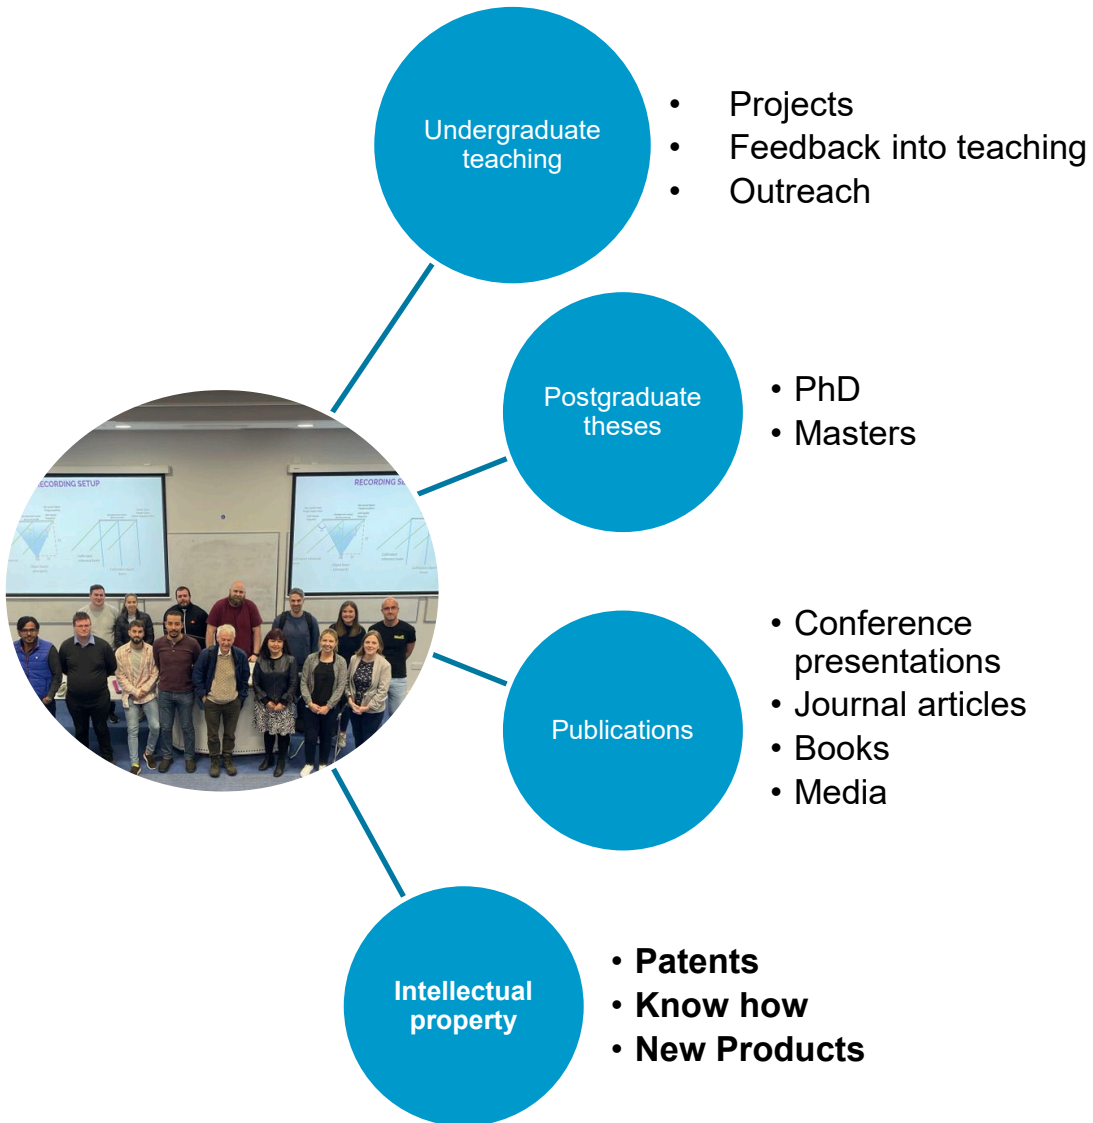 Undergraduate
teaching
• Projects
• Feedback into teaching
• Outreach
Postgraduate
theses
• PhD
• Masters
RECORDING SETUP
RECORDING SE
Publications
• Conference
presentations
• Journal articles
• Books
• Media
Intellectual
property
• Patents
• Know how
• New Products